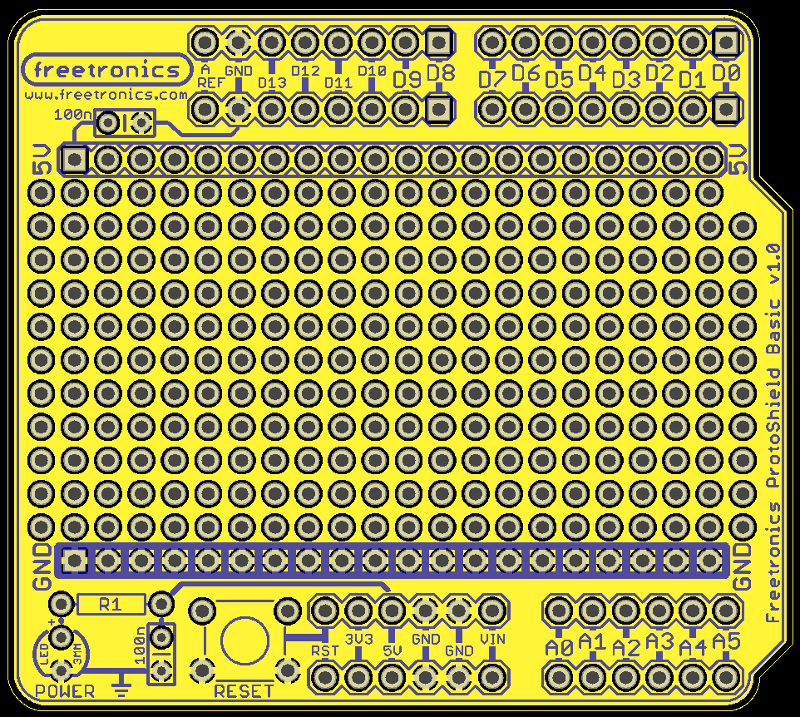 freetronics
www.freetronics.com
A REF GND D13 D12 D11 D10 D9 D8 D7 D6 D5 D4 D3 D2 D1 D0
100n
5V 5V
Freetronics ProtoShield Basic v1.0
GND GND
R1
+
LED 3MM
100n
POWER
RESET
RST 3V3 5V GND GND VIN
A0 A1 A2 A3 A4 A5